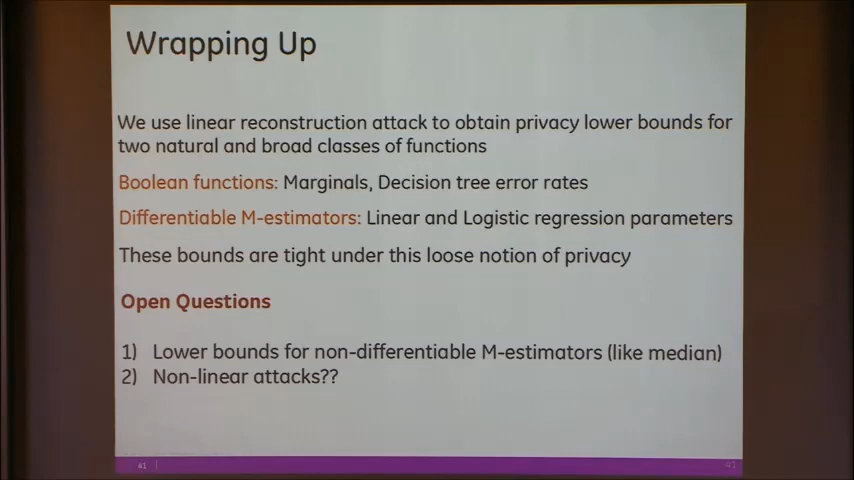 Wrapping Up
We use linear reconstruction attack to obtain privacy lower bounds for
two natural and broad classes of functions
Boolean functions: Marginals, Decision tree error rates
Differentiable M-estimators: Linear and Logistic regression parameters
These bounds are tight under this loose notion of privacy
Open Questions
1) Lower bounds for non-differentiable M-estimators (like median)
2) Non-linear attacks??
41
41